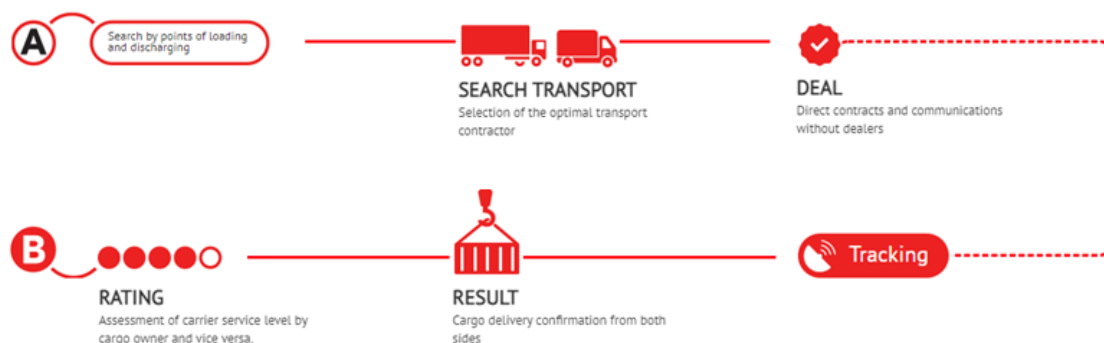 A
Search by points of loading
and discharging
SEARCH TRANSPORT
Selection of the optimal transport
contractor
DEAL
Direct contracts and communications
without dealers
B
RATING
Assessment of carrier service level by
cargo owner and vice versa.
RESULT
Cargo delivery confirmation from both
sides
Tracking